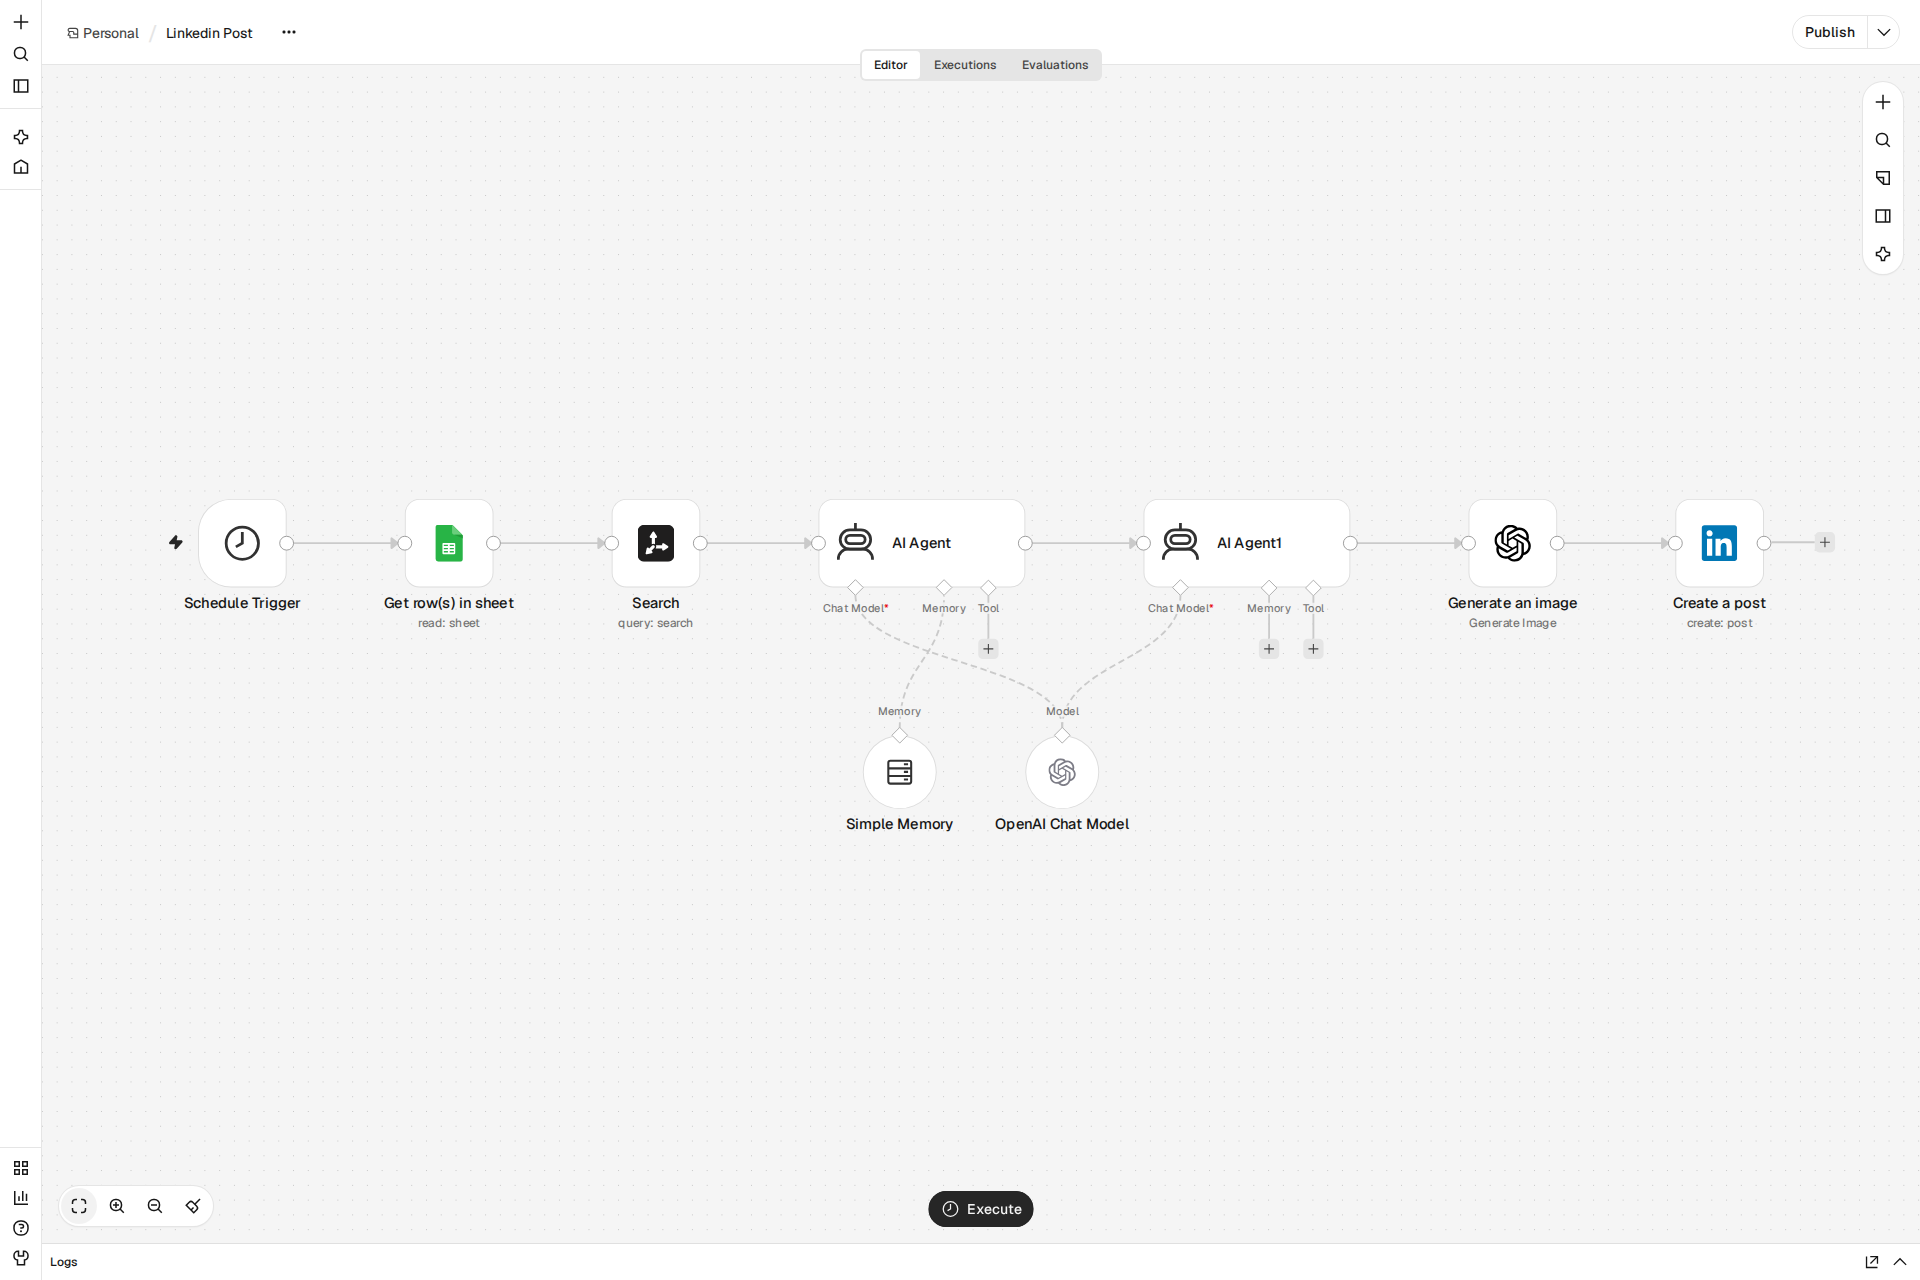 Personal / Linkedin Post ...
Publish
Editor Executions Evaluations
AI Agent
AI Agent1
in
Schedule Trigger
Get row(s) in sheet
read: sheet
Search
query: search
Chat Model* Memory Tool
Chat Model* Memory Tool
Generate an image
Generate Image
Create a post
create: post
Memory
Model
Simple Memory
OpenAI Chat Model
Execute
Logs